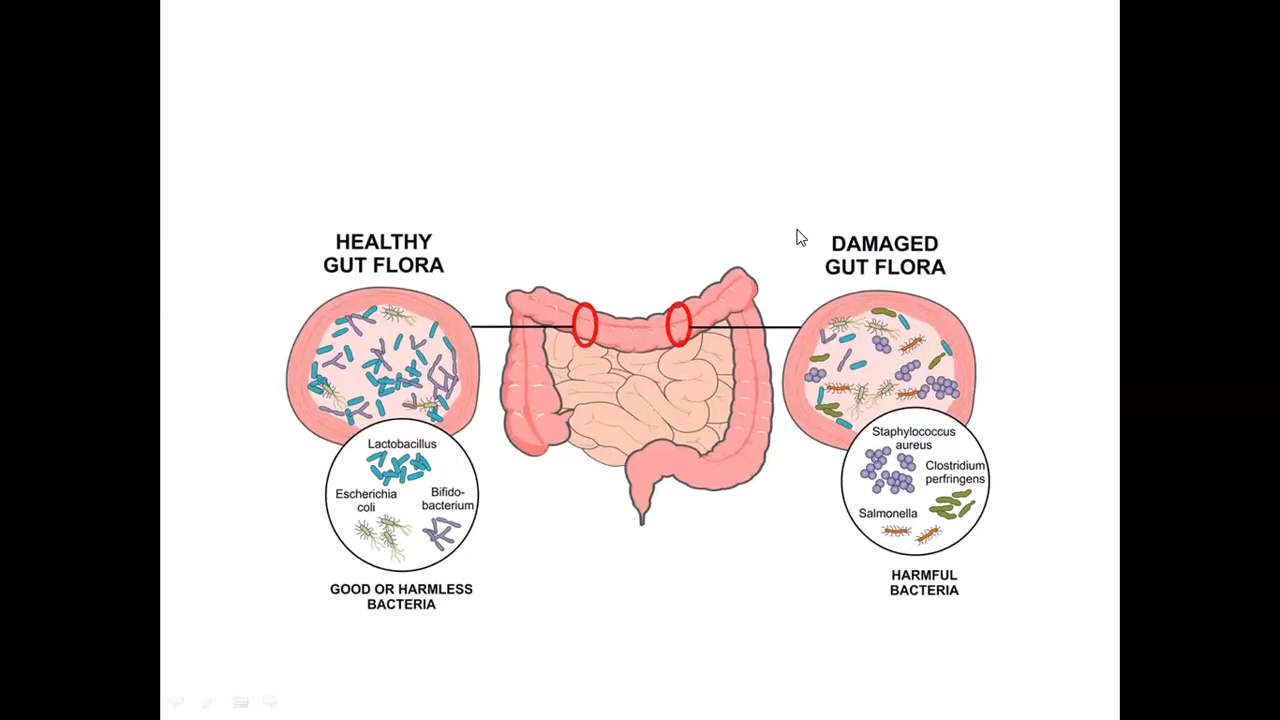 HEALTHY
GUT FLORA
DAMAGED
GUT FLORA
Lactobacillus
Escherichia
coli
Bifido-
bacterium
GOOD OR HARMLESS
BACTERIA
Staphylococcus
aureus
Clostridium
perfringens
Salmonella
HARMFUL
BACTERIA